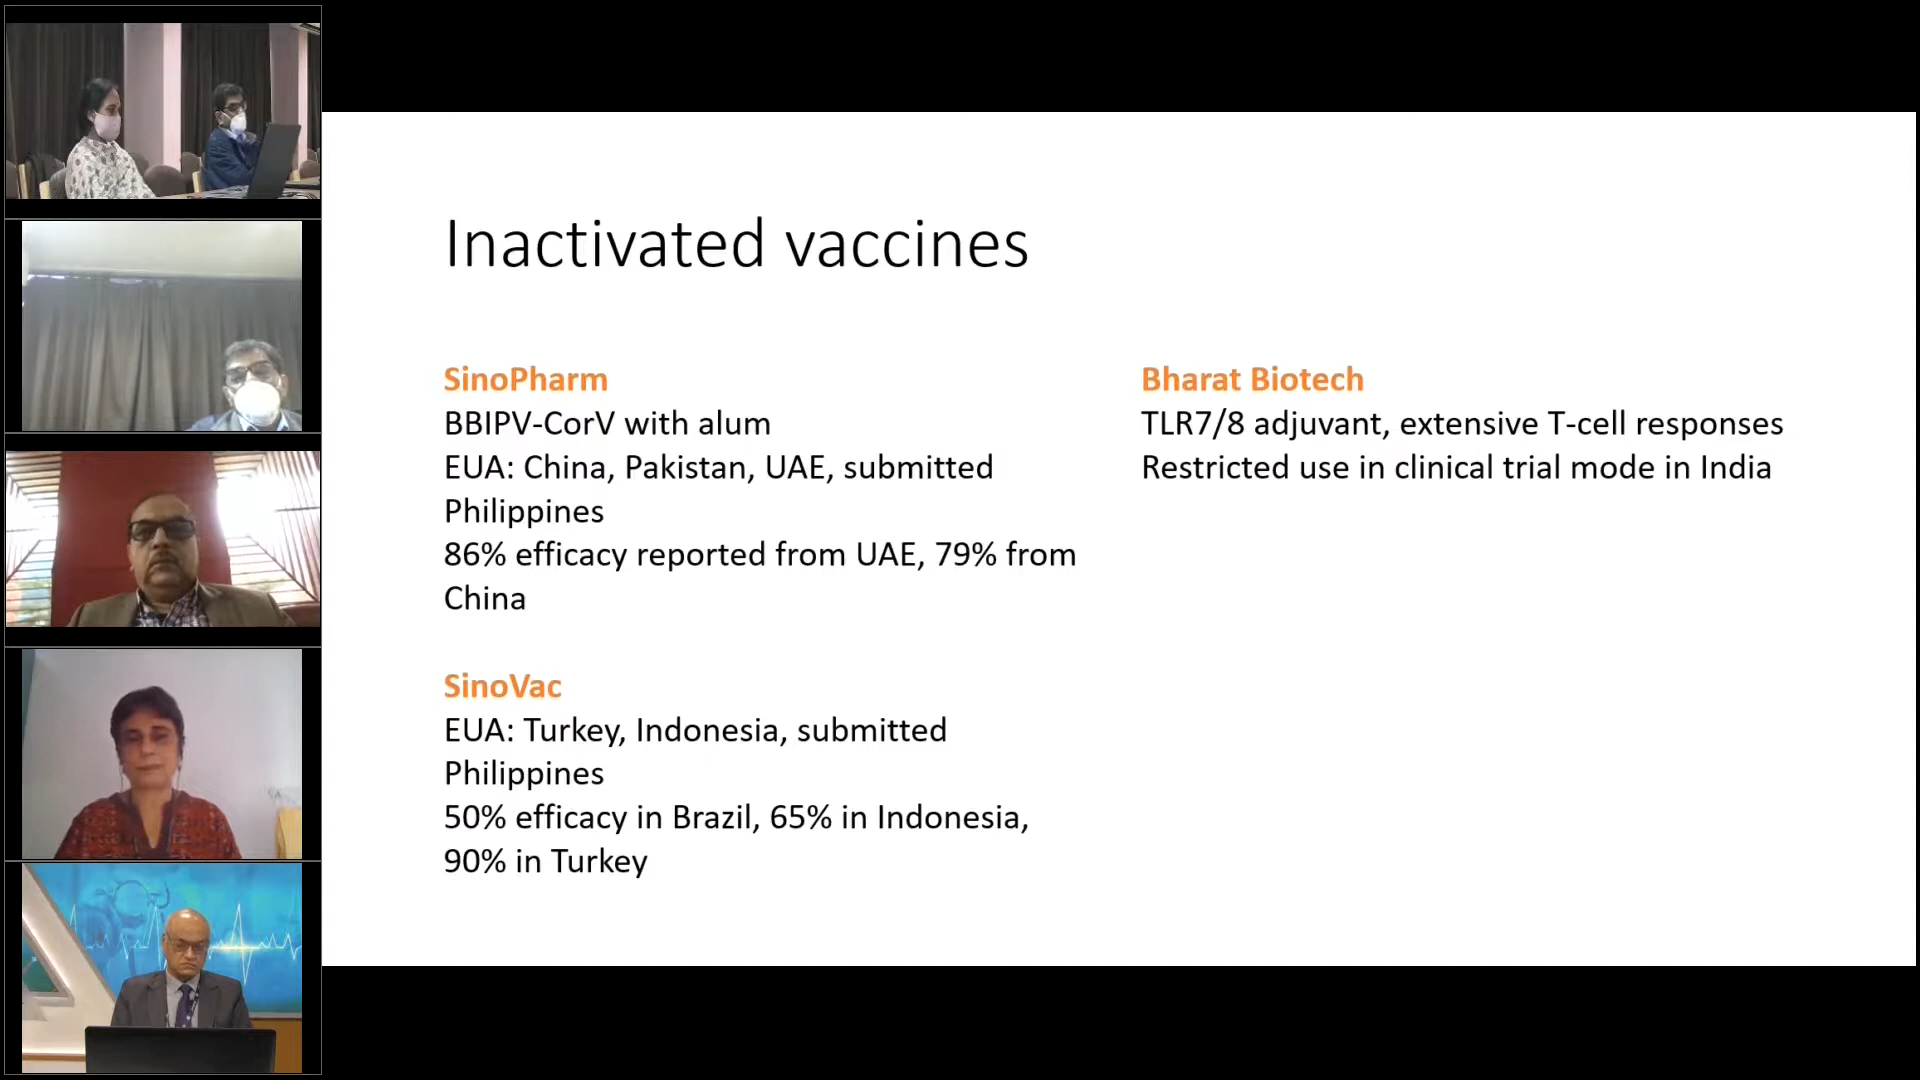 Inactivated vaccines
SinoPharm
BBIPV-CorV with alum
EUA: China, Pakistan, UAE, submitted
Philippines
86% efficacy reported from UAE, 79% from
China
SinoVac
EUA: Turkey, Indonesia, submitted
Philippines
50% efficacy in Brazil, 65% in Indonesia,
90% in Turkey
Bharat Biotech
TLR7/8 adjuvant, extensive T-cell responses
Restricted use in clinical trial mode in India